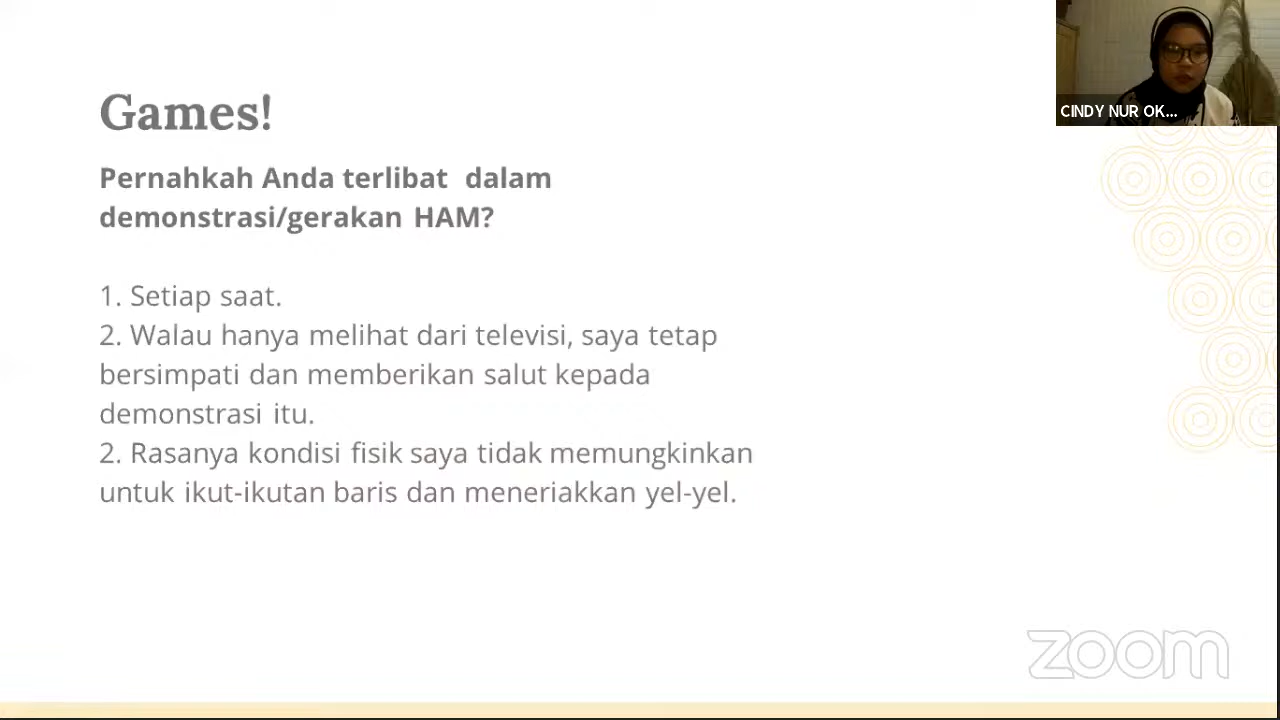 Games!
Pernahkah Anda terlibat dalam
demonstrasi/gerakan HAM?
1. Setiap saat.
2. Walau hanya melihat dari televisi, saya tetap
bersimpati dan memberikan salut kepada
demonstrasi itu.
2. Rasanya kondisi fisik saya tidak memungkinkan
untuk ikut-ikutan baris dan meneriakkan yel-yel.
CINDY NUR OK...
zoom